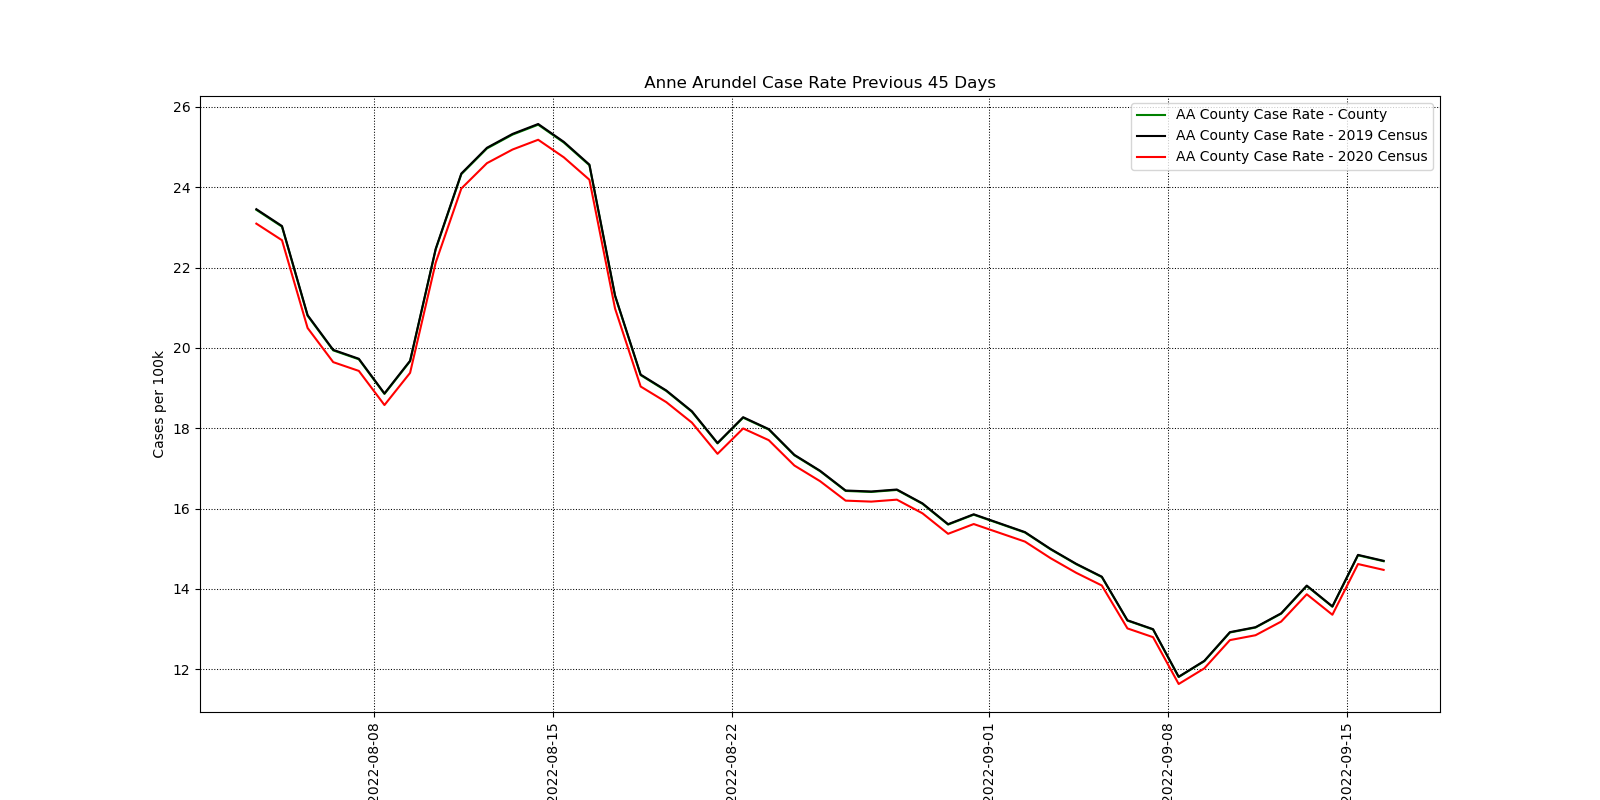 Anne Arundel Case Rate Previous 45 Days
AA County Case Rate - County
AA County Case Rate - 2019 Census
AA County Case Rate - 2020 Census
Cases per 100k
26
24
22
20
18
16
14
12
2022-08-08
2022-08-15
2022-08-22
2022-09-01
2022-09-08
2022-09-15